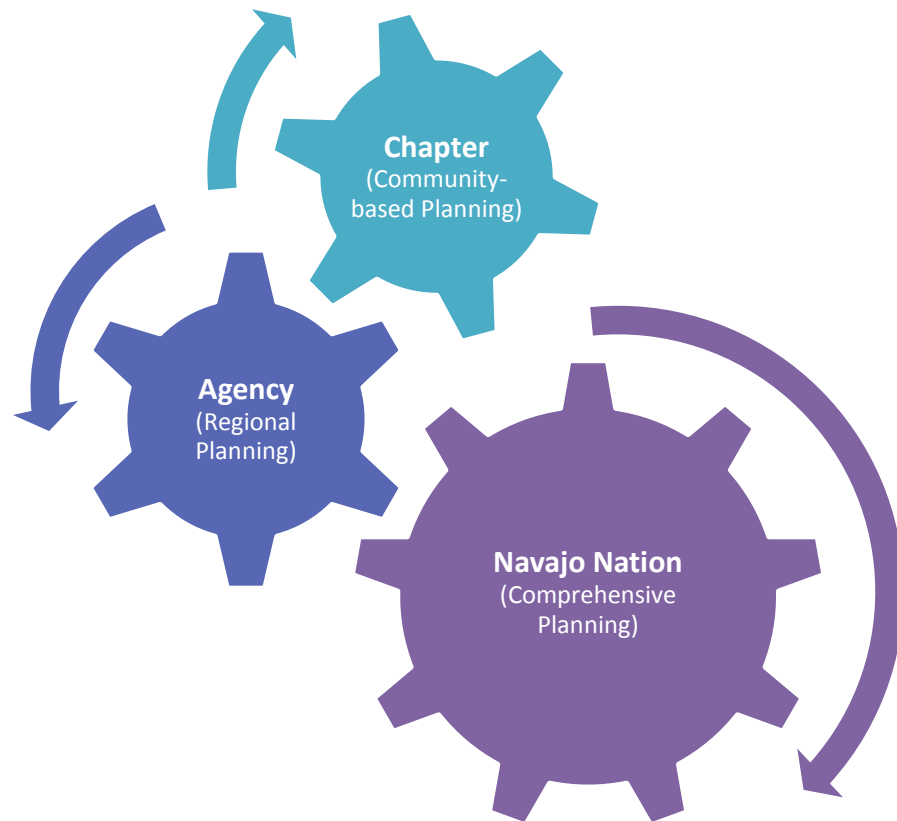 Chapter
(Community-
based Planning)
Agency
(Regional
Planning)
Navajo Nation
(Comprehensive
Planning)